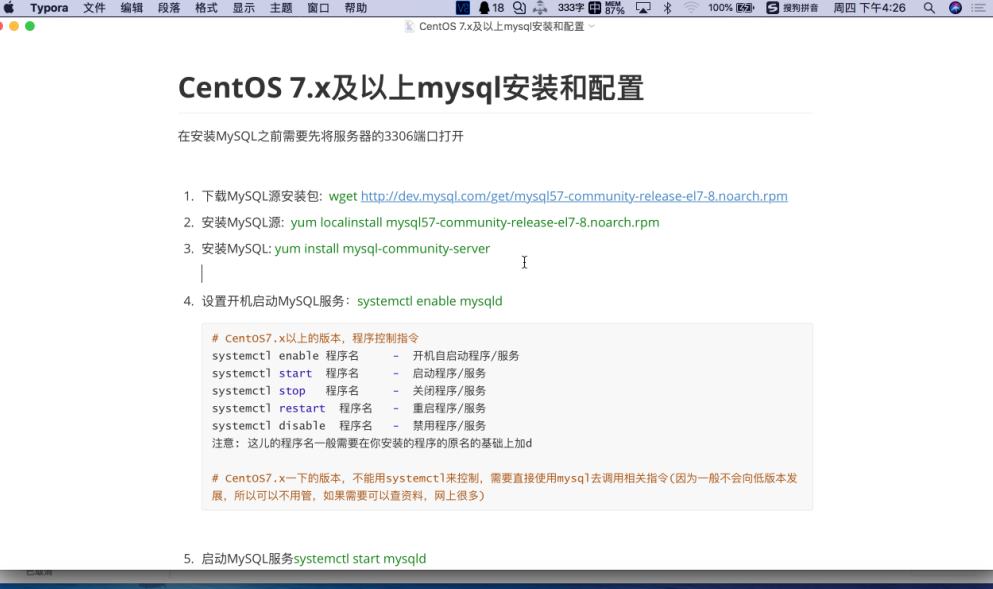 Typora 文件 编辑 段落 格式 显示 主题 窗口 帮助 18 333字 中 MEM 87% 100% 搜狗拼音 周四 下午4:26
CentOS 7.x及以上mysql安装和配置
CentOS 7.x及以上mysql安装和配置
在安装MySQL之前需要先将服务器的3306端口打开
1. 下载MySQL源安装包: wget http://dev.mysql.com/get/mysql57-community-release-el7-8.noarch.rpm
2. 安装MySQL源: yum localinstall mysql57-community-release-el7-8.noarch.rpm
3. 安装MySQL: yum install mysql-community-server
4. 设置开机启动MySQL服务：systemctl enable mysqld
# CentOS7.x以上的版本，程序控制指令
systemctl enable 程序名 - 开机自启动程序/服务
systemctl start 程序名 - 启动程序/服务
systemctl stop 程序名 - 关闭程序/服务
systemctl restart 程序名 - 重启程序/服务
systemctl disable 程序名 - 禁用程序/服务
注意: 这儿的程序名一般需要在你安装的程序的原名的基础上加d
# CentOS7.x一下的版本，不能用systemctl来控制，需要直接使用mysql去调用相关指令(因为一般不会向低版本发
展，所以可以不用管，如果需要可以查资料，网上很多)
5. 启动MySQL服务systemctl start mysqld